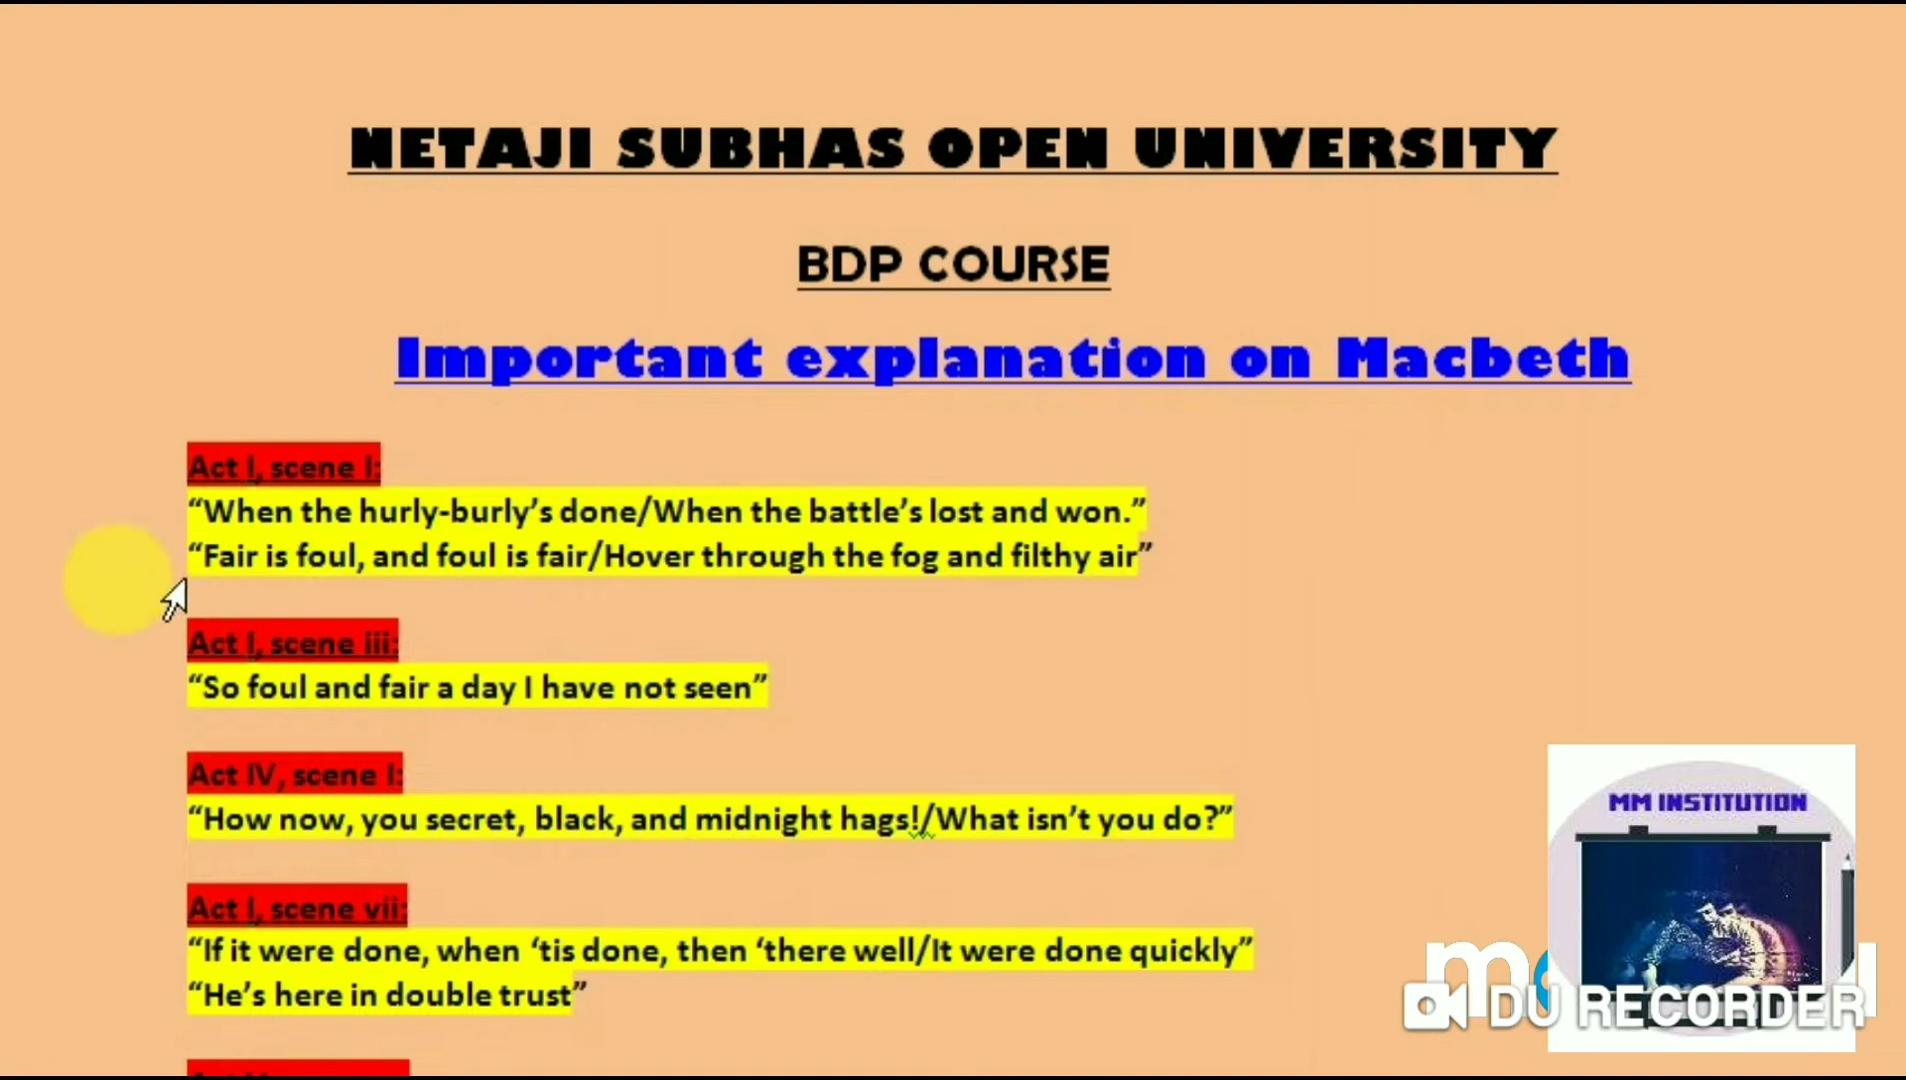 NETAJI SUBHAS OPEN UNIVERSITY
BDP COURSE
Important explanation on Macbeth
Act I, scene I:
“When the hurly-burly’s done/When the battle’s lost and won.”
“Fair is foul, and foul is fair/Hover through the fog and filthy air”
Act I, scene iii:
“So foul and fair a day I have not seen”
Act IV, scene I:
“How now, you secret, black, and midnight hags!/What isn’t you do?”
Act I, scene vii:
“If it were done, when ‘tis done, then ‘there well/It were done quickly”
“He’s here in double trust”
MM INSTITUTION
DU RECORDER